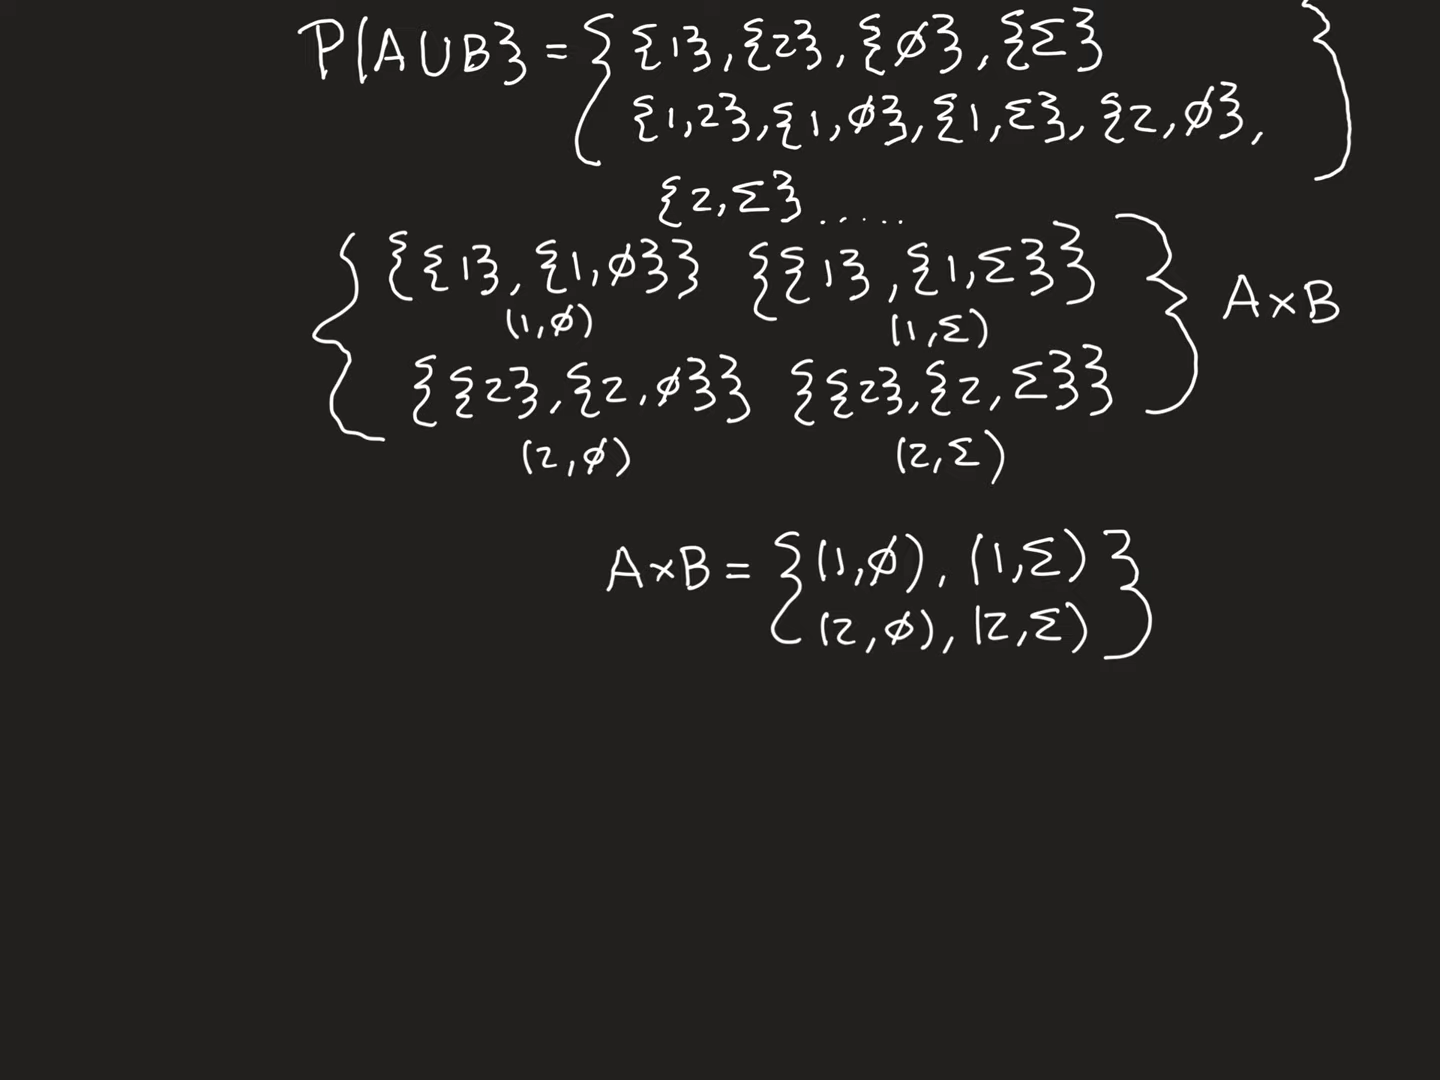 P(A∪B} = {{1},{2},{ø},{Σ}
{1,2},{1,ø},{1,Σ},{2,ø},
{2,Σ}.....}
{{{1},{1,ø}} {{1},{1,Σ}}
(1,ø) (1,Σ)
{{2},{2,ø}} {{2},{2,Σ}}} A×B
(2,ø) (2,Σ)
A×B = {(1,ø), (1,Σ)
(2,ø), (2,Σ)}